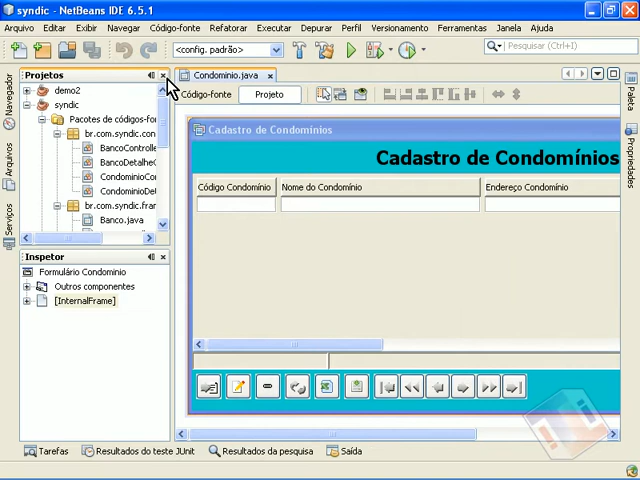 syndic - NetBeans IDE 6.5.1
Arquivo Editar Exibir Navegar Código-fonte Refatorar Executar Depurar Perfil Versionamento Ferramentas Janela Ajuda
<config. padrão>
Pesquisar (Ctrl+I)
Projetos
Condominio.java
Código-fonte Projeto
demo2
syndic
Pacotes de códigos-fo
br.com.syndic.con
BancoControlle
BancoDetalheC
CondominioCon
CondominioDet
br.com.syndic.frar
Banco.java
Navegador
Arquivos
Serviços
Inspetor
Formulário Condominio
Outros componentes
[InternalFrame]
Cadastro de Condomínios
Cadastro de Condomínios
Código Condomínio Nome do Condomínio Endereço Condomínio
Paleta
Propriedades
Tarefas Resultados do teste JUnit Resultados da pesquisa Saída